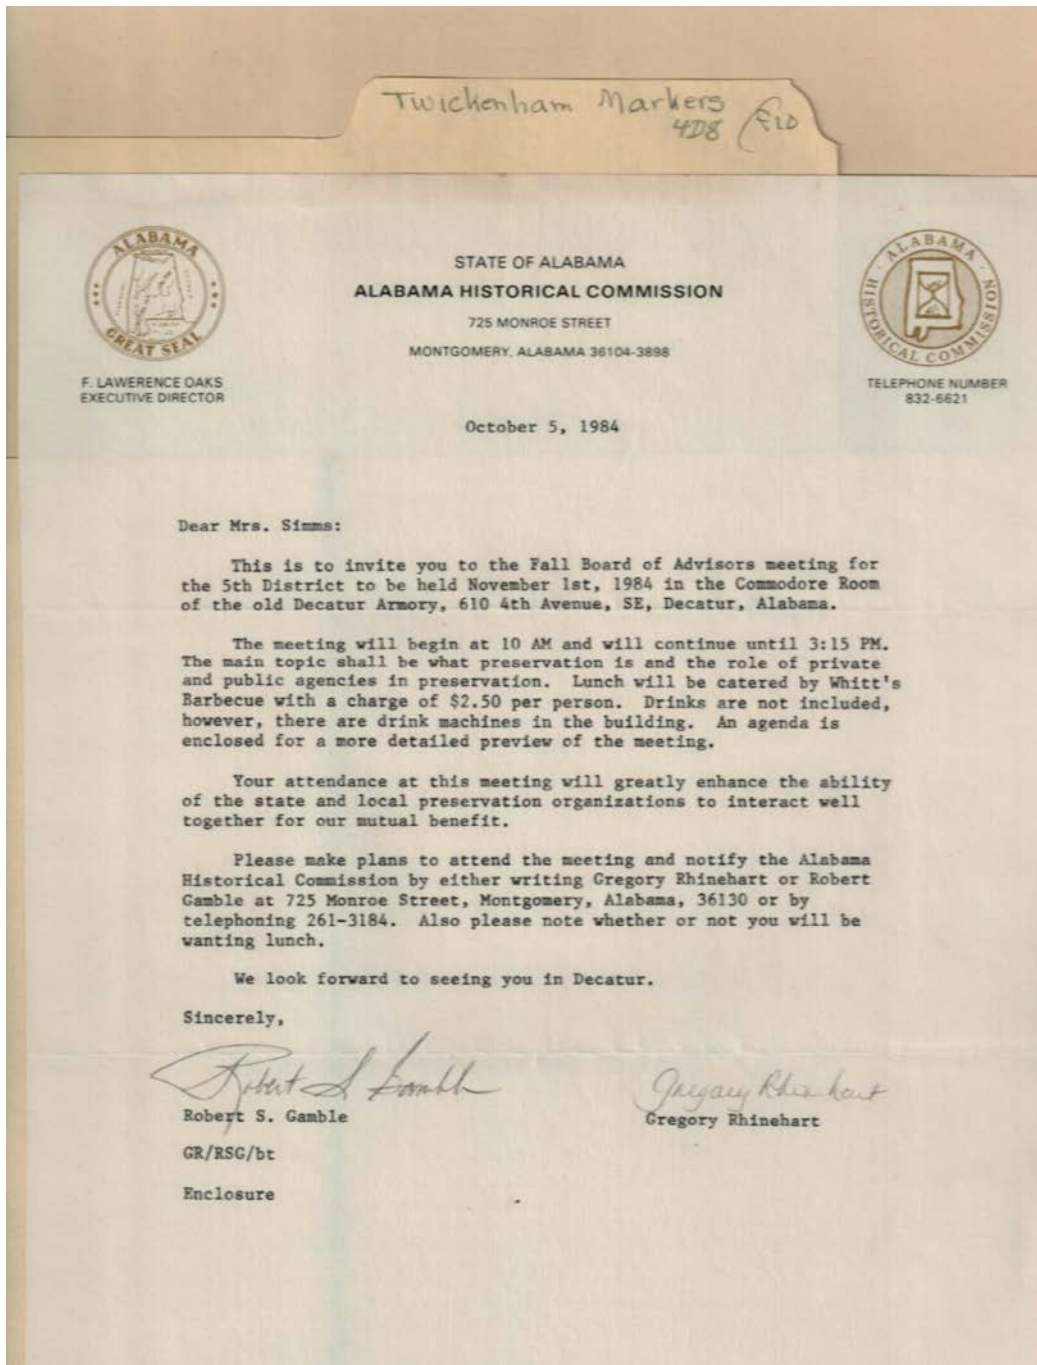 Twickenham Markers
4D8
ALABAMA
GREAT SEAL
F. LAWERENCE OAKS
EXECUTIVE DIRECTOR
STATE OF ALABAMA
ALABAMA HISTORICAL COMMISSION
725 MONROE STREET
MONTGOMERY, ALABAMA 36104-3898
ALABAMA HISTORICAL COMMISSION
TELEPHONE NUMBER
832-6621
October 5, 1984
Dear Mrs. Simms:
This is to invite you to the Fall Board of Advisors meeting for
the 5th District to be held November 1st, 1984 in the Commodore Room
of the old Decatur Armory, 610 4th Avenue, SE, Decatur, Alabama.
The meeting will begin at 10 AM and will continue until 3:15 PM.
The main topic shall be what preservation is and the role of private
and public agencies in preservation. Lunch will be catered by Whitt's
Barbecue with a charge of $2.50 per person. Drinks are not included,
however, there are drink machines in the building. An agenda is
enclosed for a more detailed preview of the meeting.
Your attendance at this meeting will greatly enhance the ability
of the state and local preservation organizations to interact well
together for our mutual benefit.
Please make plans to attend the meeting and notify the Alabama
Historical Commission by either writing Gregory Rhinehart or Robert
Gamble at 725 Monroe Street, Montgomery, Alabama, 36130 or by
telephoning 261-3184. Also please note whether or not you will be
wanting lunch.
We look forward to seeing you in Decatur.
Sincerely,
Robert S Gamble
Gregory Rhinehart
Robert S. Gamble
Gregory Rhinehart
GR/RSG/bt
Enclosure